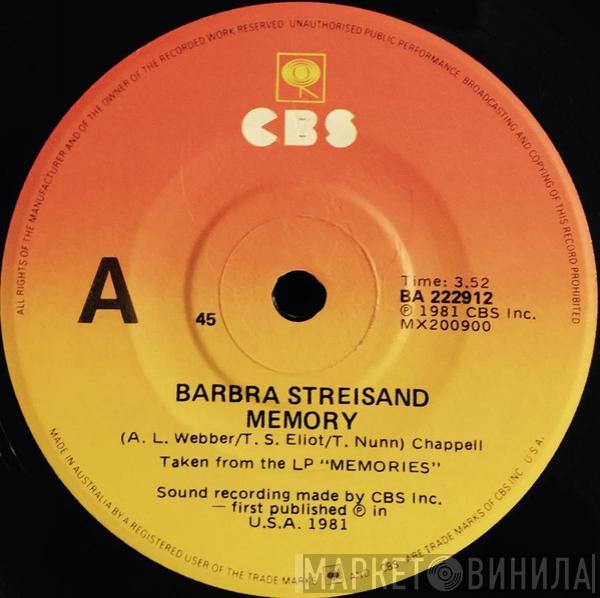 ALL RIGHTS OF THE MANUFACTURER AND OF THE OWNER OF THE RECORDED WORK RESERVED UNAUTHORISED PUBLIC PERFORMANCE BROADCASTING AND COPYING OF THIS RECORD PROHIBITED
CBS
A
45
Time: 3.52
BA 222912
℗ 1981 CBS Inc.
MX200900
BARBRA STREISAND
MEMORY
(A. L. Webber/T. S. Eliot/T. Nunn) Chappell
Taken from the LP "MEMORIES"
Sound recording made by CBS Inc.
— first published ℗ in
U.S.A. 1981
MADE IN AUSTRALIA BY A REGISTERED USER OF THE TRADE MARKS AND CBS ARE TRADE MARKS OF CBS INC U.S.A.
МАРКЕТ ВИНИЛА